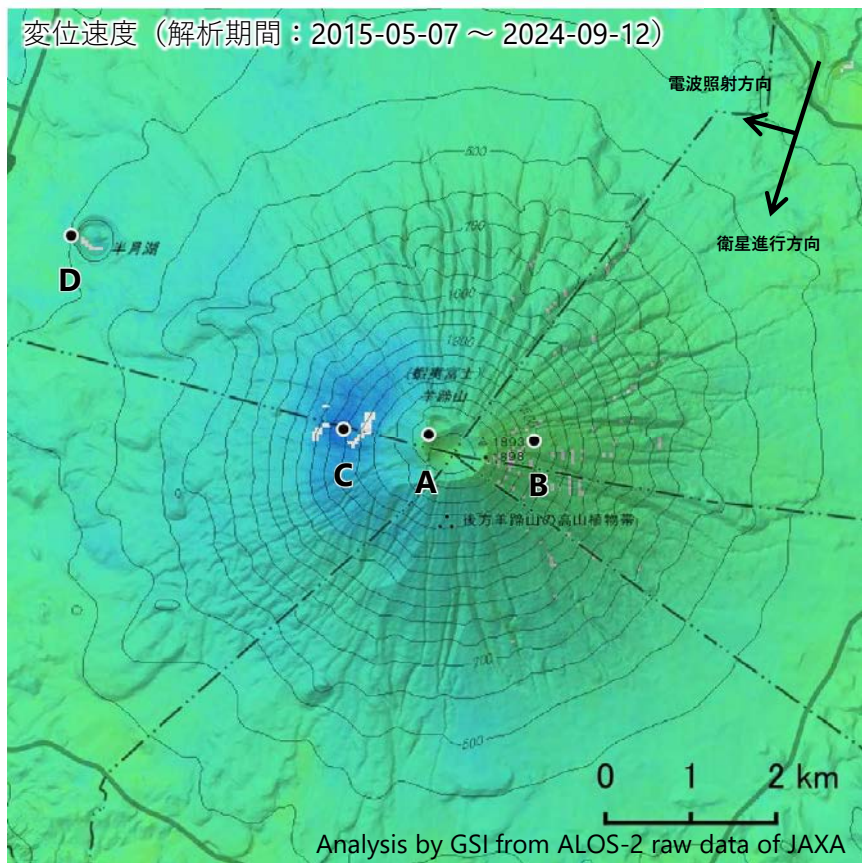 変位速度（解析期間：2015-05-07 ～ 2024-09-12）
電波照射方向
衛星進行方向
500
700
半月湖
D
1000
(蝦夷富士)
羊蹄山
1893
1898
C
A
B
後方羊蹄山の高山植物帯
700
500
0 1 2 km
Analysis by GSI from ALOS-2 raw data of JAXA